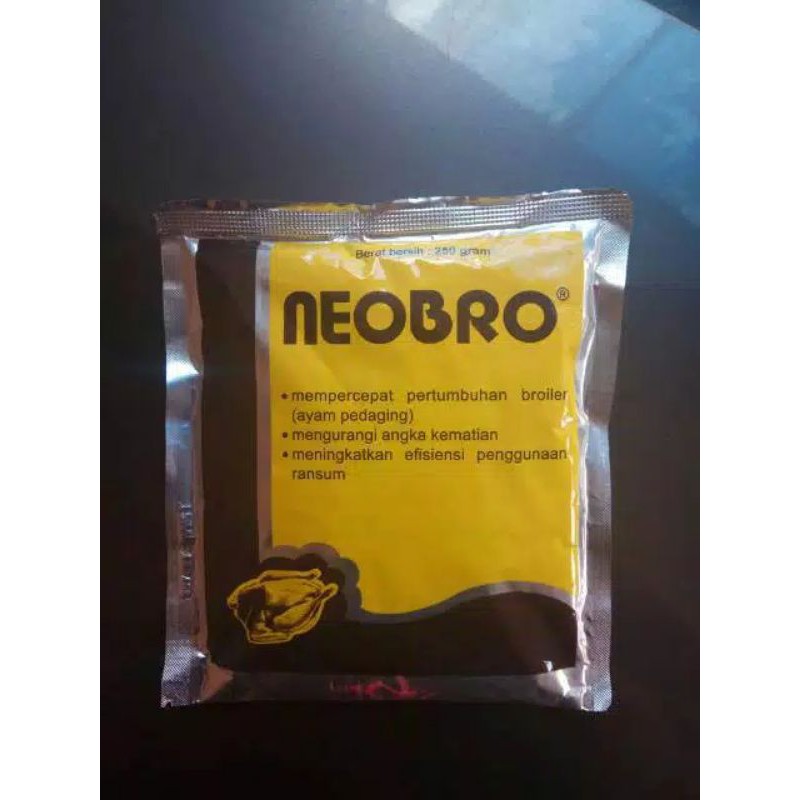 Berat bersih : 250 gram
NEOBRO®
• mempercepat pertumbuhan broiler
(ayam pedaging)
• mengurangi angka kematian
• meningkatkan efisiensi penggunaan
ransum